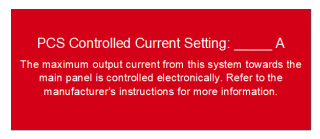 PCS Controlled Current Setting: _____ A
The maximum output current from this system towards the
main panel is controlled electronically. Refer to the
manufacturer's instructions for more information.